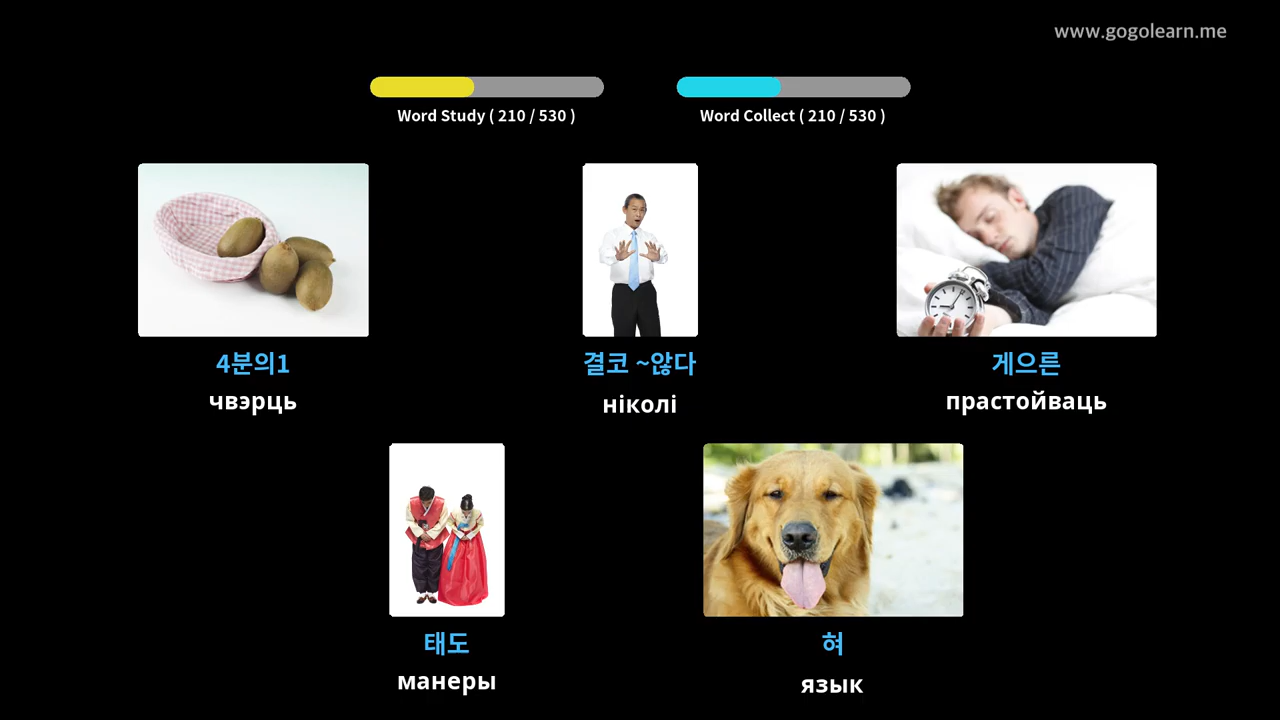 www.gogolearn.me
Word Study ( 210 / 530 )
Word Collect ( 210 / 530 )
4분의1
чвэрць
결코 ~않다
ніколі
게으른
прастойваць
태도
манеры
혀
язык